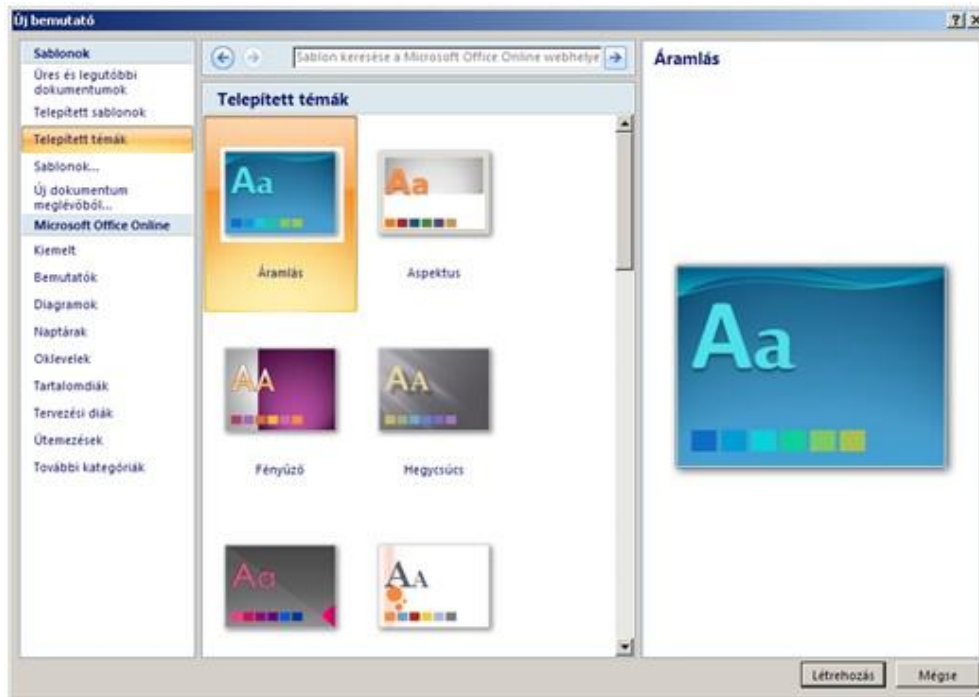 Új bemutató
Sablonok
Üres és legutóbbi
dokumentumok
Telepített sablonok
Telepített témák
Sablonok...
Új dokumentum
meglévőből...
Microsoft Office Online
Kiemelt
Bemutatók
Diagramok
Naptárak
Oklevelek
Tartalomdiák
Tervezési diák
Ütemezések
További kategóriák
Sablon keresése a Microsoft Office Online webhelye
Telepített témák
Aa
Aa
Áramlás
Aspektus
AA
AA
Fényűző
Hegycsúcs
Aa
AA
Áramlás
Aa
Létrehozás
Mégse